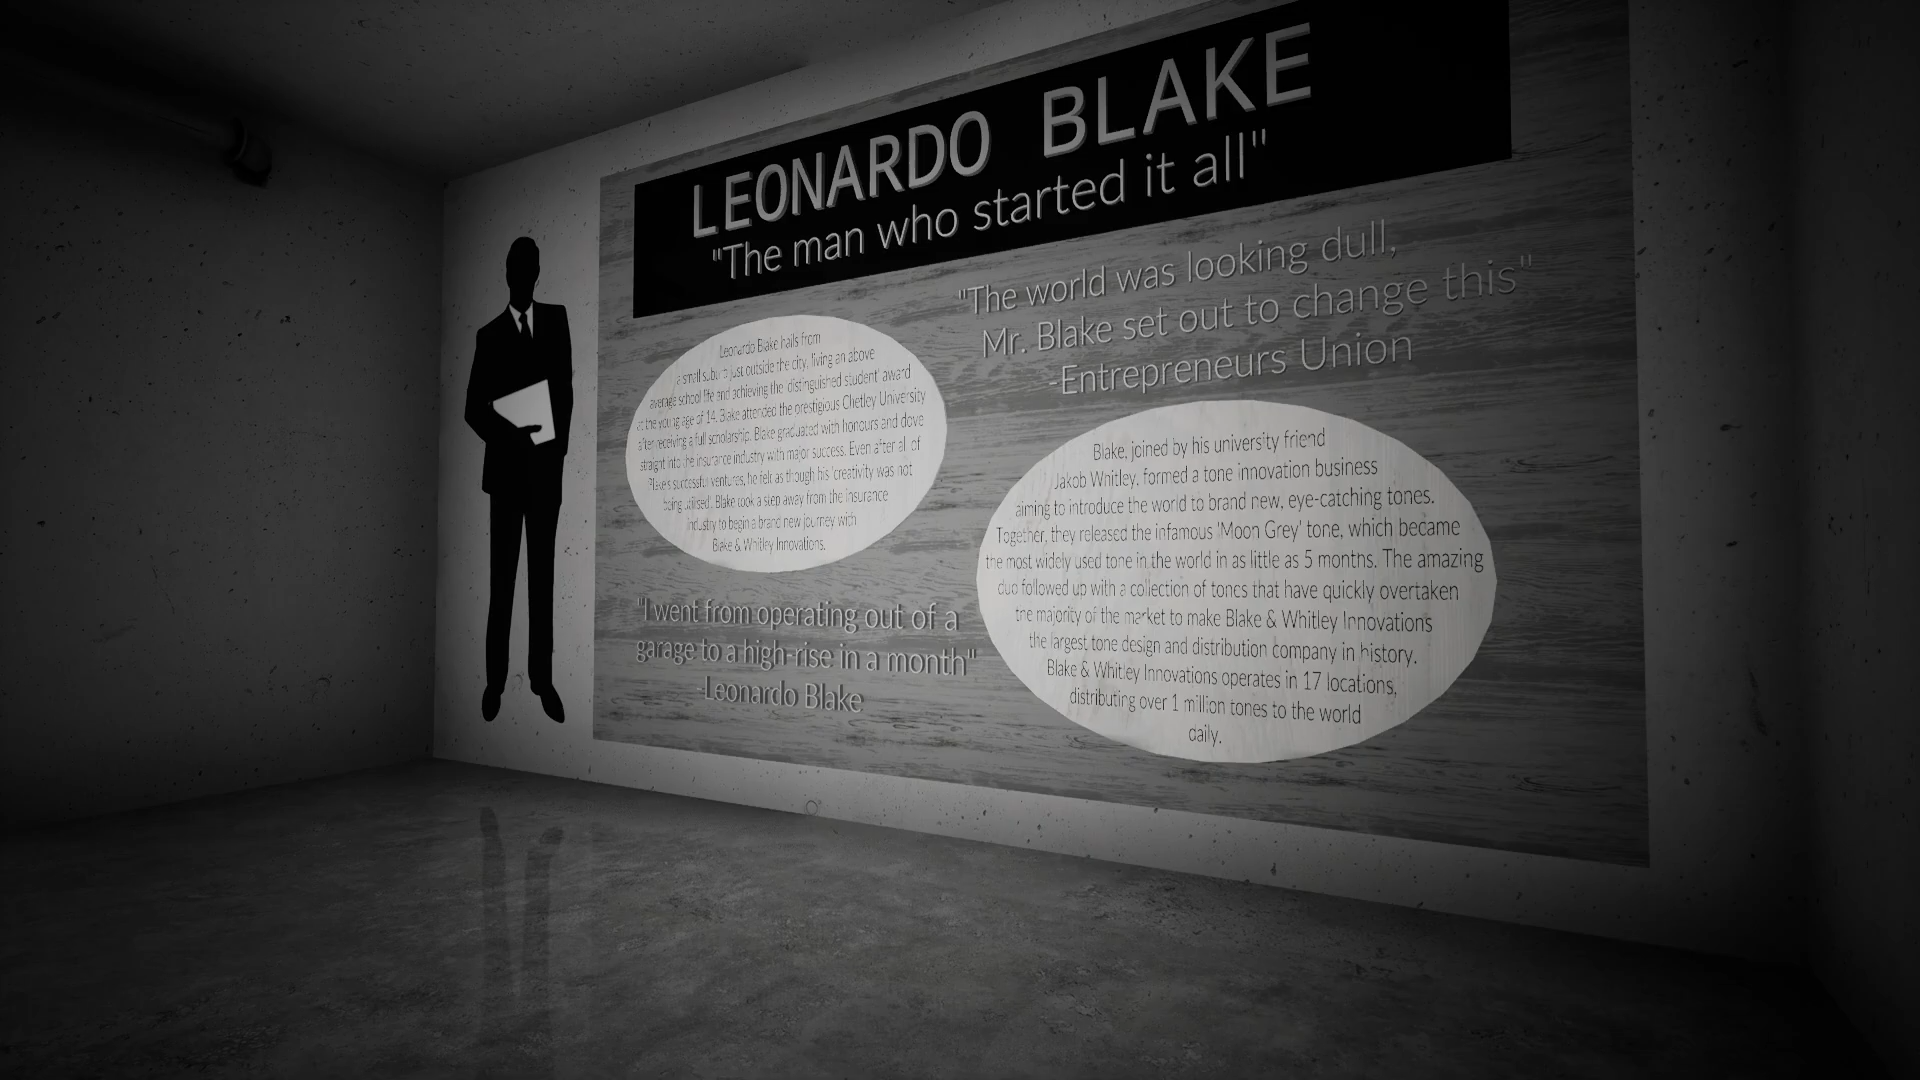 LEONARDO BLAKE
"The man who started it all"
"The world was looking dull,
Mr. Blake set out to change this"
-Entrepreneurs Union
Leonardo Blake hails from
a small suburb just outside the city, living an above
average school life and achieving the 'distinguished student' award
at the young age of 14. Blake attended the prestigious Chetley University
after receiving a full scholarship. Blake graduated with honours and dove
straight into the insurance industry with major success. Even after all of
Blake's successful ventures, he felt as though his 'creativity was not
being utilised'. Blake took a step away from the insurance
industry to begin a brand new journey with
Blake & Whitley Innovations.
"I went from operating out of a
garage to a high-rise in a month"
-Leonardo Blake
Blake, joined by his university friend
Jakob Whitley, formed a tone innovation business
aiming to introduce the world to brand new, eye-catching tones.
Together, they released the infamous 'Moon Grey' tone, which became
the most widely used tone in the world in as little as 5 months. The amazing
duo followed up with a collection of tones that have quickly overtaken
the majority of the market to make Blake & Whitley Innovations
the largest tone design and distribution company in history.
Blake & Whitley Innovations operates in 17 locations,
distributing over 1 million tones to the world
daily.